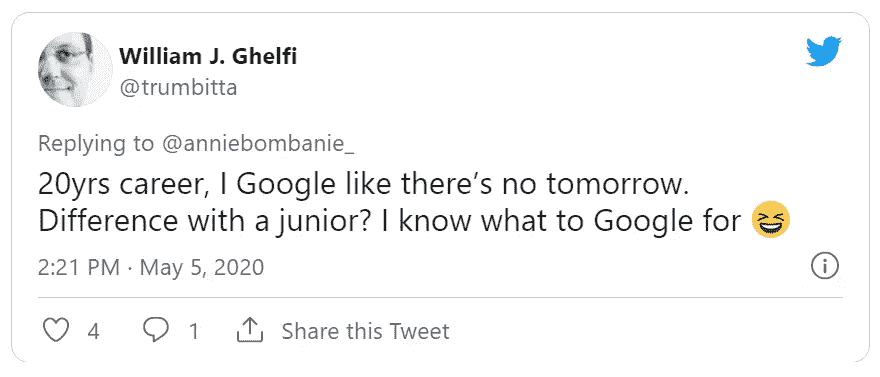 William J. Ghelfi
@trumbitta
Replying to @anniebombanie_
20yrs career, I Google like there’s no tomorrow.
Difference with a junior? I know what to Google for 😆
2:21 PM · May 5, 2020
4 1 Share this Tweet